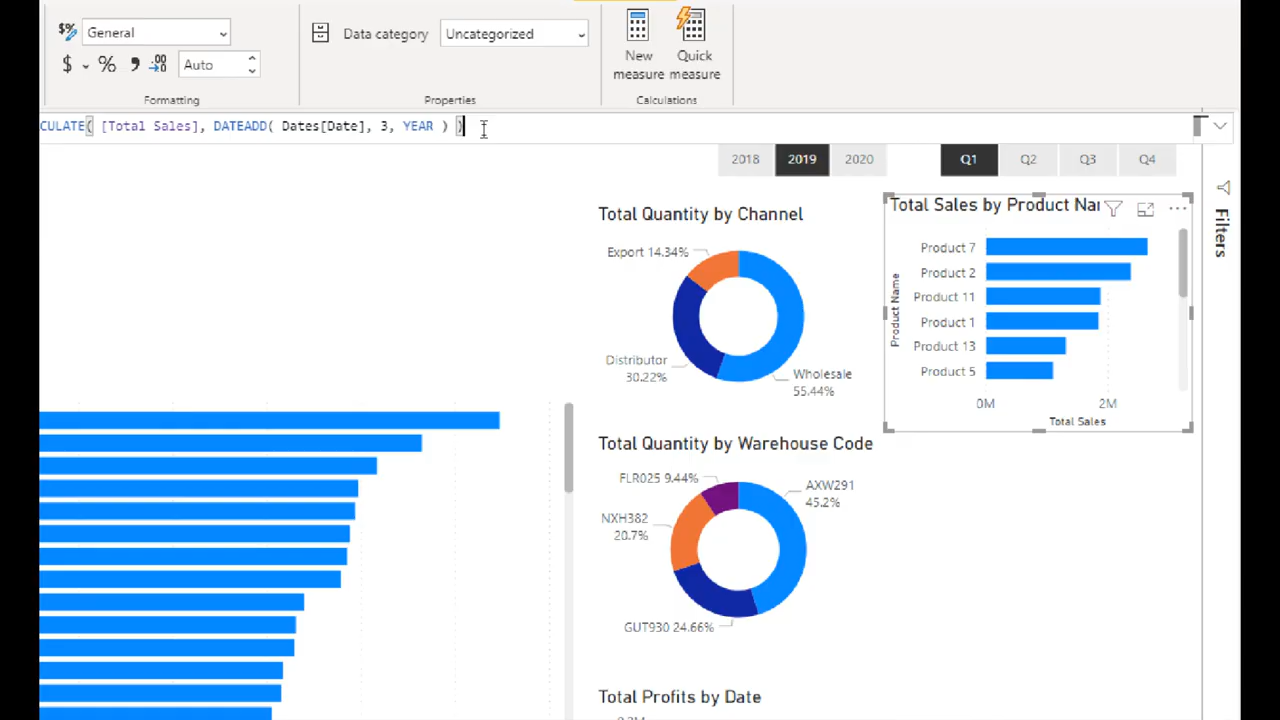 General
Data category
Uncategorized
New measure
Quick measure
$ % Auto
Formatting
Properties
Calculations
CULATE( [Total Sales], DATEADD( Dates[Date], 3, YEAR ) )
2018 2019 2020
Q1 Q2 Q3 Q4
Filters
Total Quantity by Channel
Export 14.34%
Distributor
30.22%
Wholesale
55.44%
Total Sales by Product Nar
Product Name
Product 7
Product 2
Product 11
Product 1
Product 13
Product 5
0M 2M
Total Sales
Total Quantity by Warehouse Code
FLR025 9.44%
AXW291
45.2%
NXH382
20.7%
GUT930 24.66%
Total Profits by Date